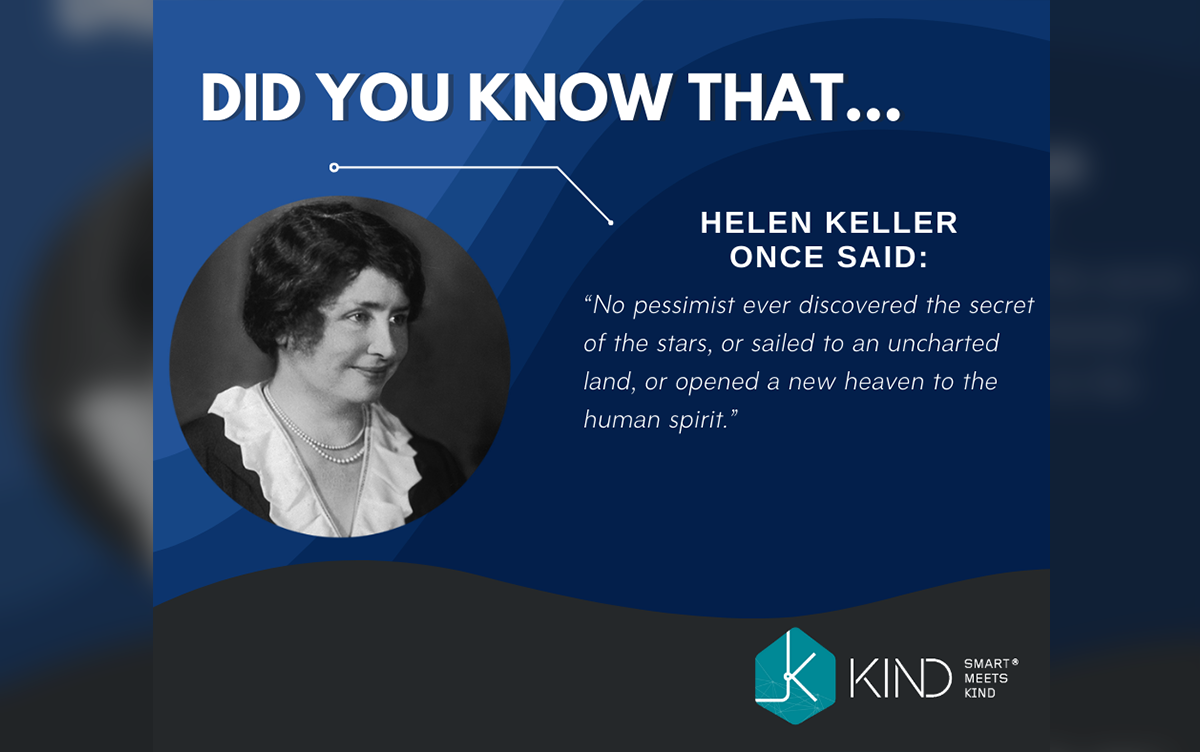 DID YOU KNOW THAT...
HELEN KELLER
ONCE SAID:
“No pessimist ever discovered the secret
of the stars, or sailed to an uncharted
land, or opened a new heaven to the
human spirit.”
KIND
SMART®
MEETS
KIND